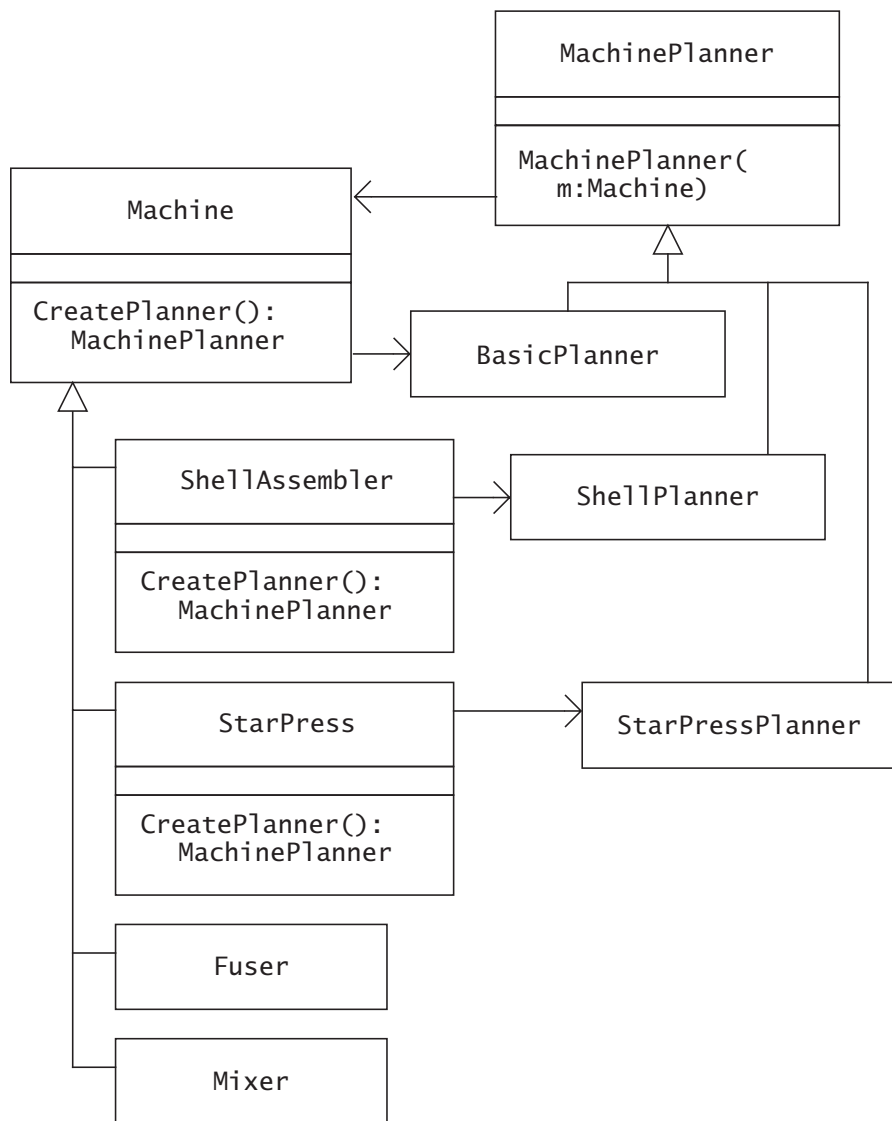 MachinePlanner
MachinePlanner(
m:Machine)
Machine
CreatePlanner():
MachinePlanner
BasicPlanner
ShellAssembler
CreatePlanner():
MachinePlanner
ShellPlanner
StarPress
CreatePlanner():
MachinePlanner
StarPressPlanner
Fuser
Mixer